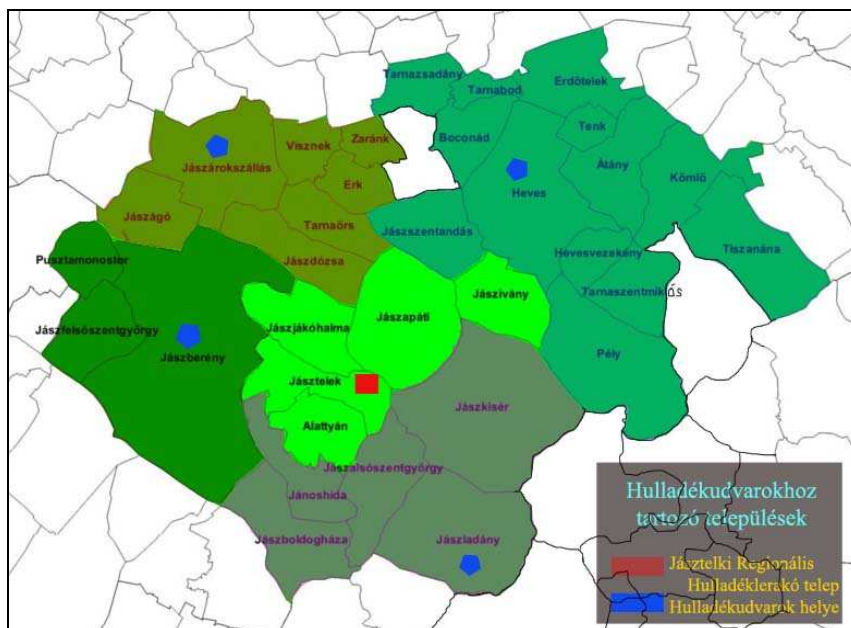 Tarnazsadány
Erdőtelek
Tarnabod
Tenk
Boconád
Zaránk
Visznek
Jászárokszállás
Átány
Kömlő
Heves
Erk
Jászágó
Tarnaörs
Jászszentandás
Tiszanána
Hevesvezekény
Jászdózsa
Pusztamonostor
Tarnaszentmiklós
Jászivány
Jászapáti
Jászjákóhalma
Jászfelsőszentgyörgy
Jászberény
Pély
Jásztelek
Jászkisér
Alattyán
Jászalsószentgyörgy
Jánoshida
Jászboldogháza
Jászladány
Hulladékudvarokhoz
tartozó települések
Jásztelki Regionális
Hulladéklerakó telep
Hulladékudvarok helye